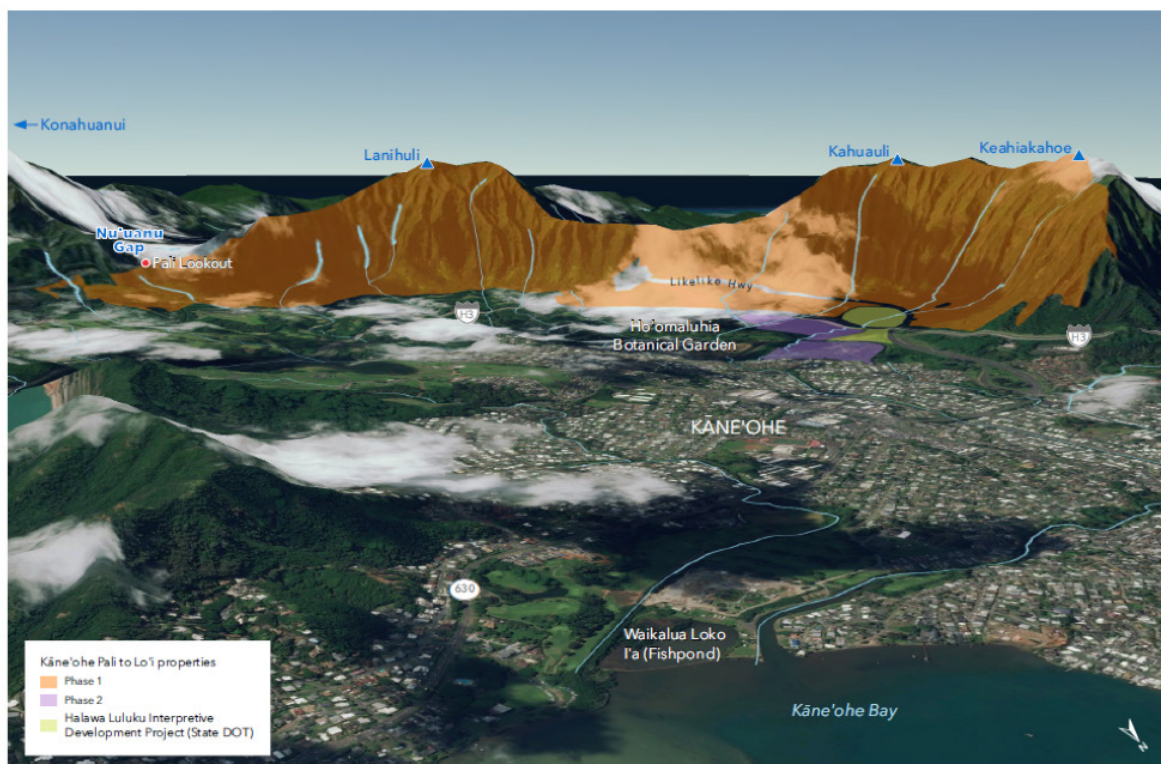 Konahuanui
Lanihuli
Kahuauli
Keahiakahoe
Nu'uanu
Gap
Pali Lookout
Likeliko Hwy
H3
Ho'omaluhia
Botanical Garden
H3
KĀNE'OHE
630
Waikalua Loko
I'a (Fishpond)
Kāne'ohe Bay
Kāne'ohe Pali to Lo'i properties
Phase 1
Phase 2
Halawa Luluku Interpretive
Development Project (State DOT)
N